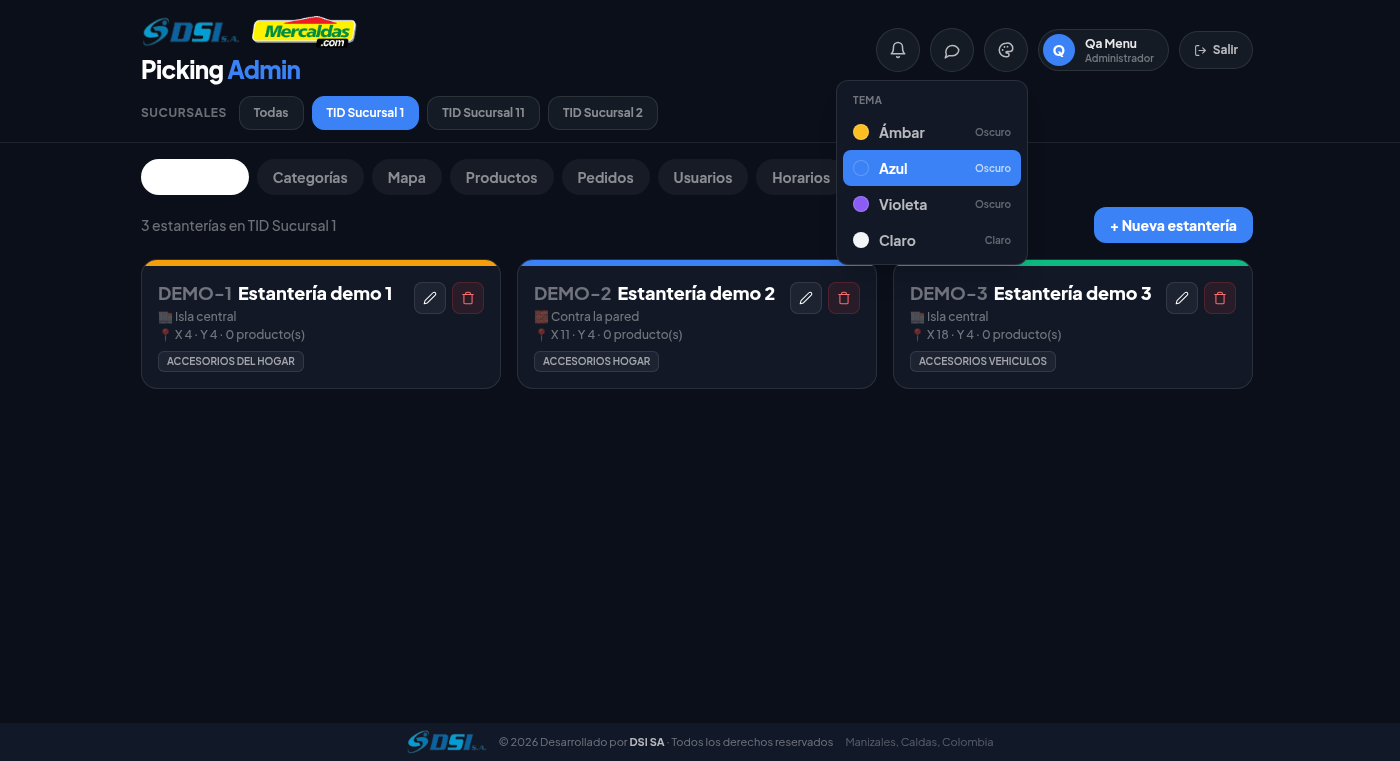 DSI S.A.
Mercaldas
.com
Picking Admin
Q
Qa Menu
Administrador
Salir
SUCURSALES
Todas
TID Sucursal 1
TID Sucursal 11
TID Sucursal 2
TEMA
Ámbar Oscuro
Azul Oscuro
Violeta Oscuro
Claro Claro
Categorías
Mapa
Productos
Pedidos
Usuarios
Horarios
3 estanterías en TID Sucursal 1
+ Nueva estantería
DEMO-1 Estantería demo 1
Isla central
X 4 · Y 4 · 0 producto(s)
ACCESORIOS DEL HOGAR
DEMO-2 Estantería demo 2
Contra la pared
X 11 · Y 4 · 0 producto(s)
ACCESORIOS HOGAR
DEMO-3 Estantería demo 3
Isla central
X 18 · Y 4 · 0 producto(s)
ACCESORIOS VEHICULOS
DSI S.A.
© 2026 Desarrollado por DSI SA · Todos los derechos reservados
Manizales, Caldas, Colombia